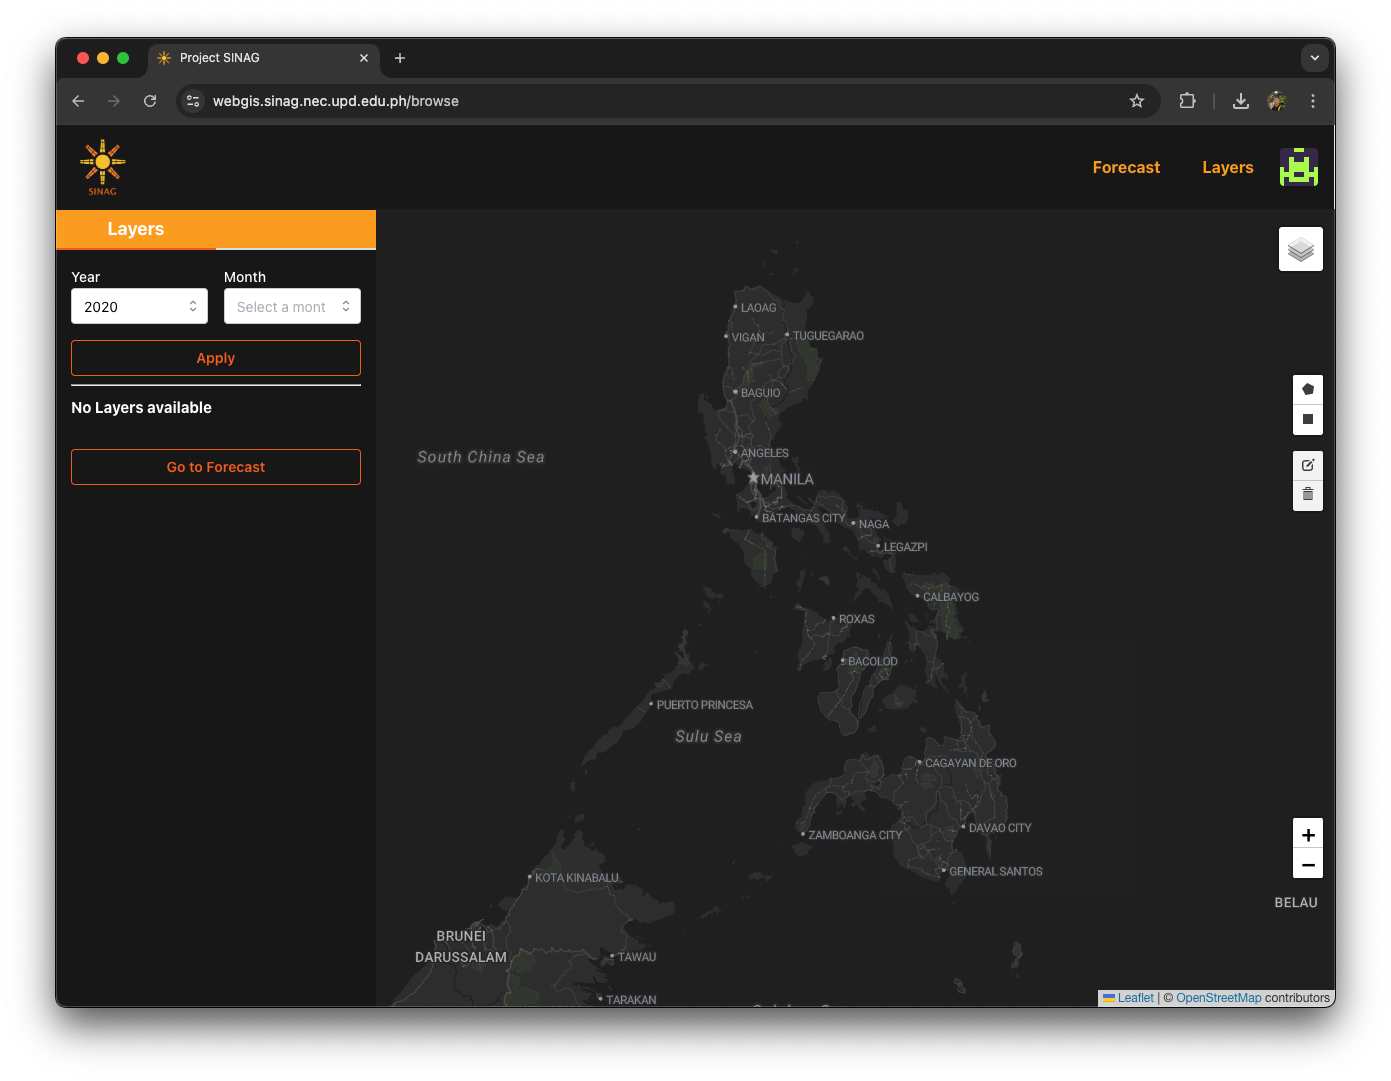 Project SINAG
webgis.sinag.nec.upd.edu.ph/browse
SINAG
Forecast
Layers
Layers
Year
Month
2020
Select a mont
Apply
No Layers available
Go to Forecast
LAOAG
VIGAN
TUGUEGARAO
BAGUIO
South China Sea
ANGELES
MANILA
BATANGAS CITY
NAGA
LEGAZPI
CALBAYOG
ROXAS
BACOLOD
PUERTO PRINCESA
Sulu Sea
CAGAYAN DE ORO
ZAMBOANGA CITY
DAVAO CITY
GENERAL SANTOS
KOTA KINABALU
BELAU
BRUNEI
DARUSSALAM
TAWAU
TARAKAN
+
−
Leaflet | © OpenStreetMap contributors